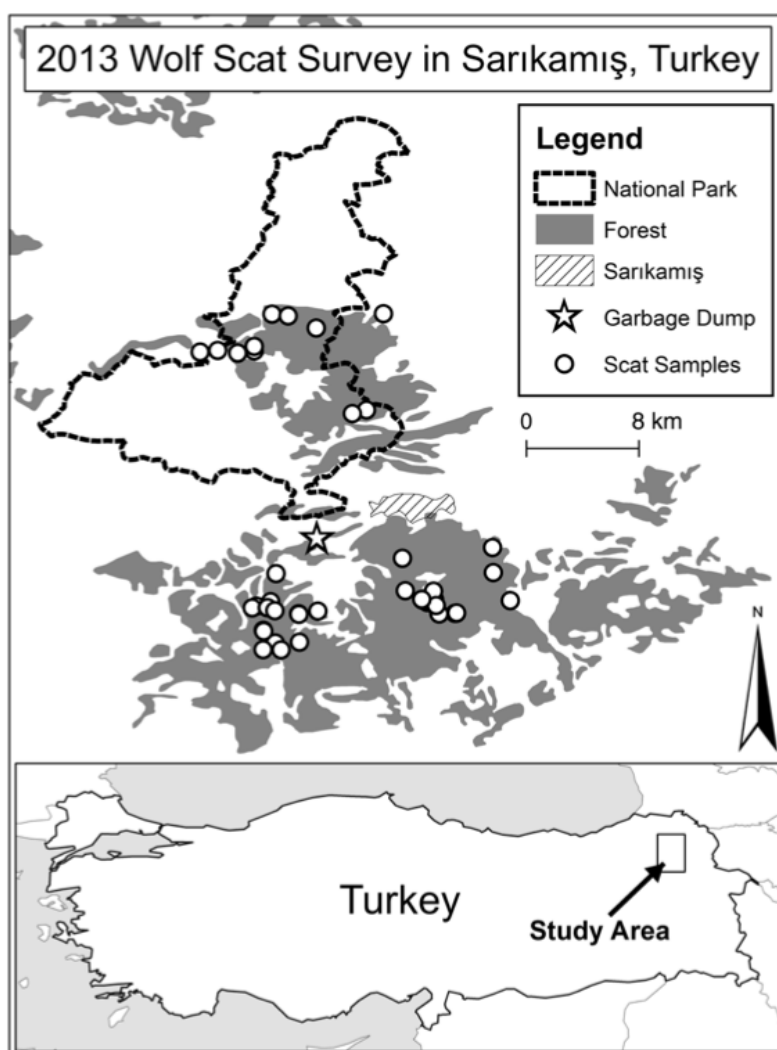 2013 Wolf Scat Survey in Sarıkamış, Turkey
Legend
National Park
Forest
Sarıkamış
Garbage Dump
Scat Samples
0 8 km
N
Turkey
Study Area